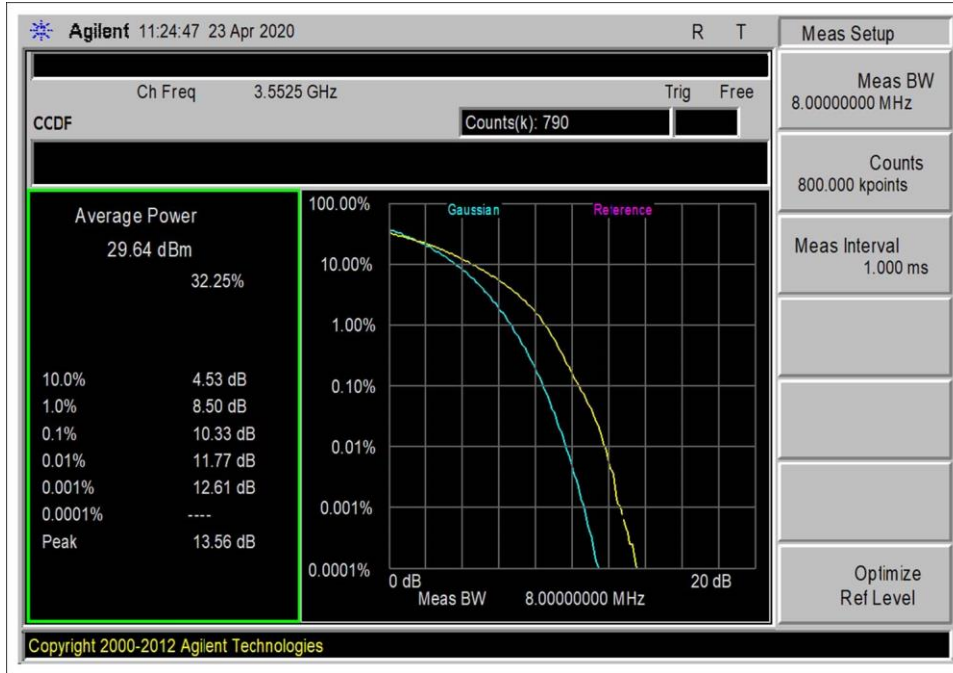 Agilent 11:24:47 23 Apr 2020 R T
Meas Setup
Ch Freq 3.5525 GHz Trig Free
CCDF Counts(k): 790
Average Power
29.64 dBm
32.25%
10.0% 4.53 dB
1.0% 8.50 dB
0.1% 10.33 dB
0.01% 11.77 dB
0.001% 12.61 dB
0.0001% ----
Peak 13.56 dB
Gaussian Reference
100.00%
10.00%
1.00%
0.10%
0.01%
0.001%
0.0001%
0 dB 20 dB
Meas BW 8.00000000 MHz
Meas BW
8.00000000 MHz
Counts
800.000 kpoints
Meas Interval
1.000 ms
Optimize
Ref Level
Copyright 2000-2012 Agilent Technologies